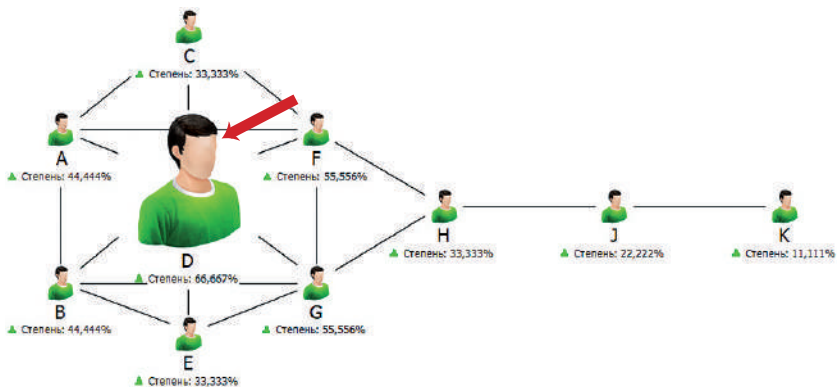 C
Степень: 33,333%
A
Степень: 44,444%
F
Степень: 55,556%
D
Степень: 66,667%
H
Степень: 33,333%
J
Степень: 22,222%
K
Степень: 11,111%
B
Степень: 44,444%
G
Степень: 55,556%
E
Степень: 33,333%